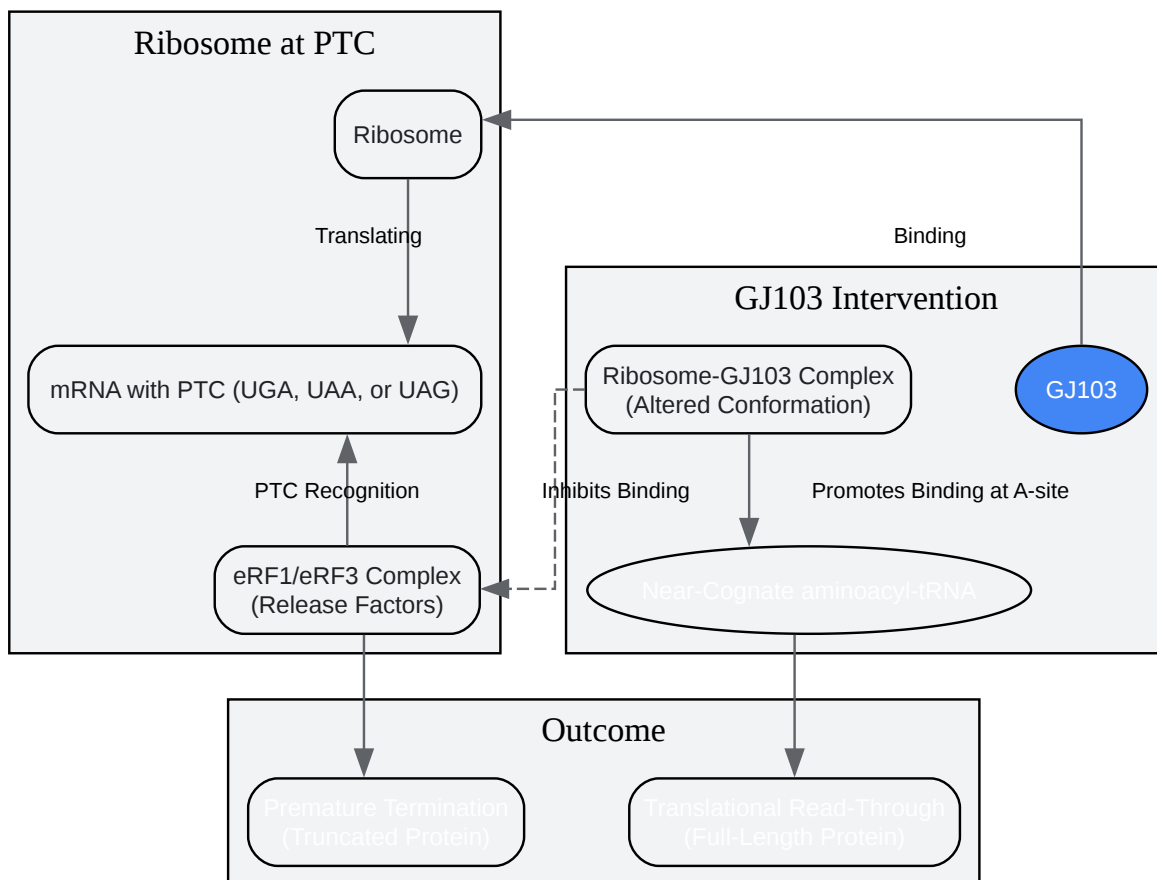 Ribosome at PTC
Ribosome
Translating
Binding
GJ103 Intervention
mRNA with PTC (UGA, UAA, or UAG)
Ribosome-GJ103 Complex
(Altered Conformation)
GJ103
PTC Recognition
Inhibits Binding
Promotes Binding at A-site
eRF1/eRF3 Complex
(Release Factors)
Near-Cognate aminoacyl-tRNA
Outcome
Premature Termination
(Truncated Protein)
Translational Read-Through
(Full-Length Protein)